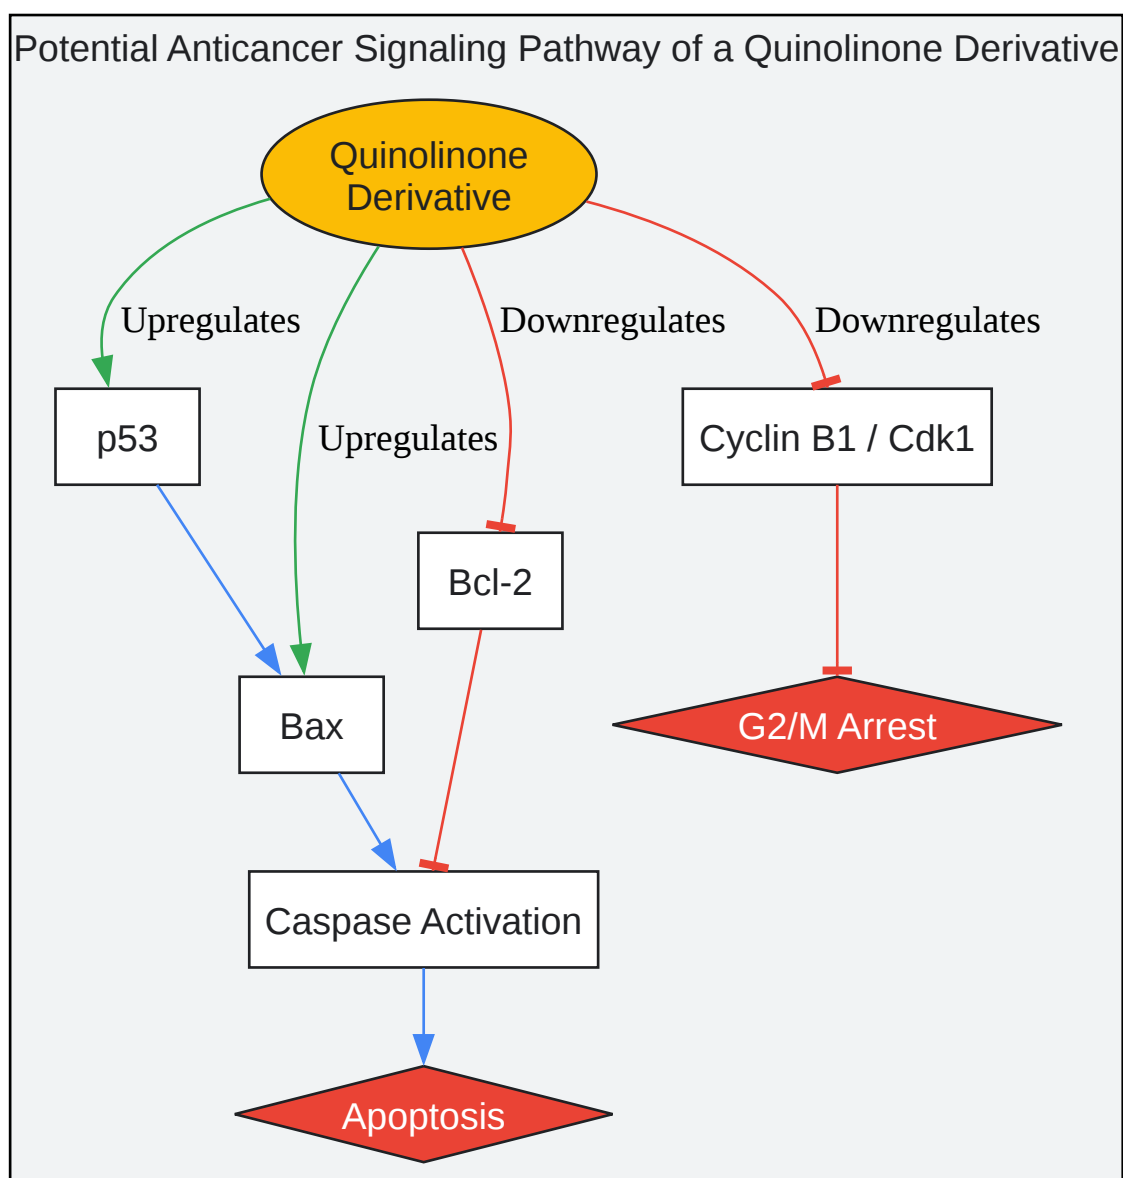 Potential Anticancer Signaling Pathway of a Quinolinone Derivative
Quinolinone
Derivative
Upregulates
Downregulates
Downregulates
p53
Upregulates
Cyclin B1 / Cdk1
Bcl-2
Bax
G2/M Arrest
Caspase Activation
Apoptosis